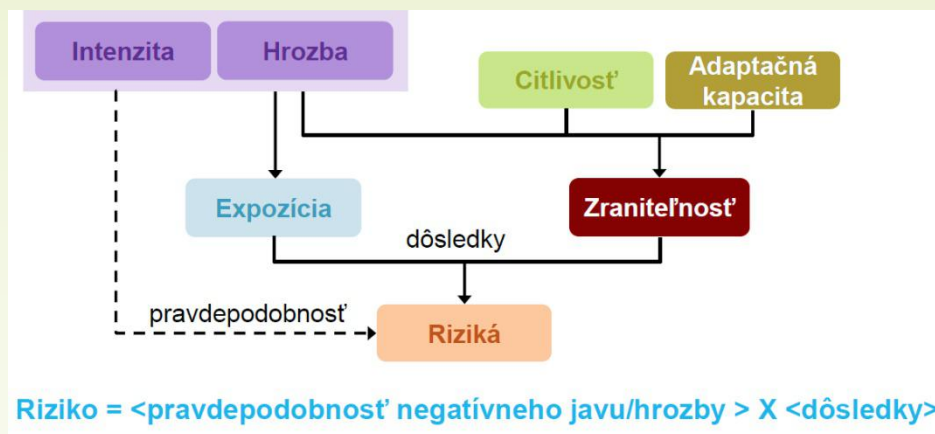 Intenzita
Hrozba
Citlivosť
Adaptačná
kapacita
Expozícia
Zraniteľnosť
dôsledky
pravdepodobnosť
Riziká
Riziko = <pravdepodobnosť negatívneho javu/hrozby > X <dôsledky>